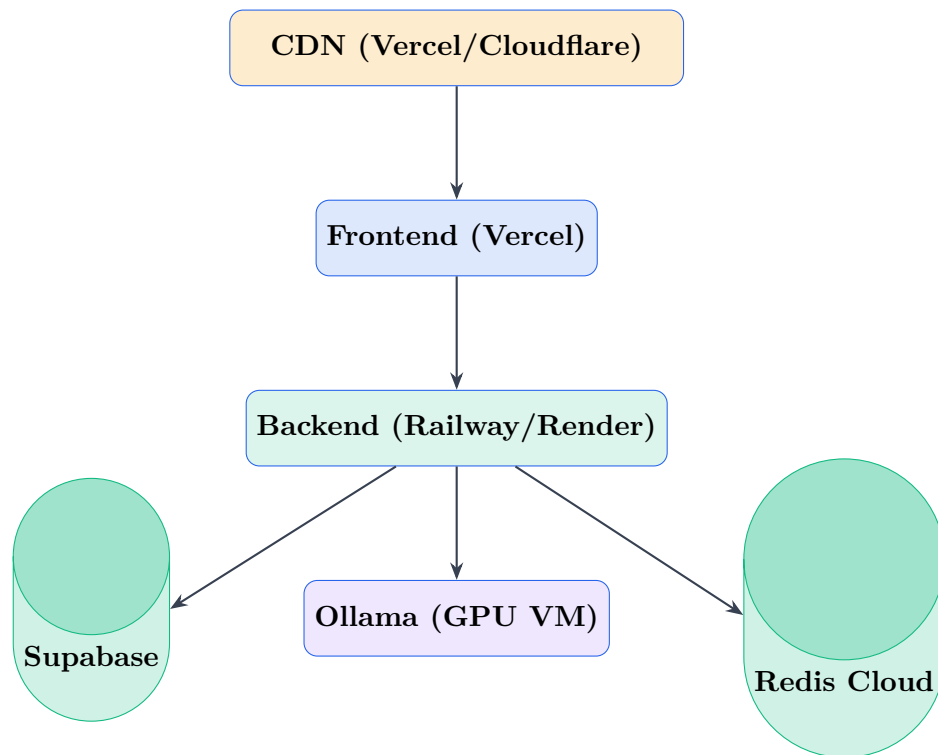 CDN (Vercel/Cloudflare)
Frontend (Vercel)
Backend (Railway/Render)
Supabase
Ollama (GPU VM)
Redis Cloud